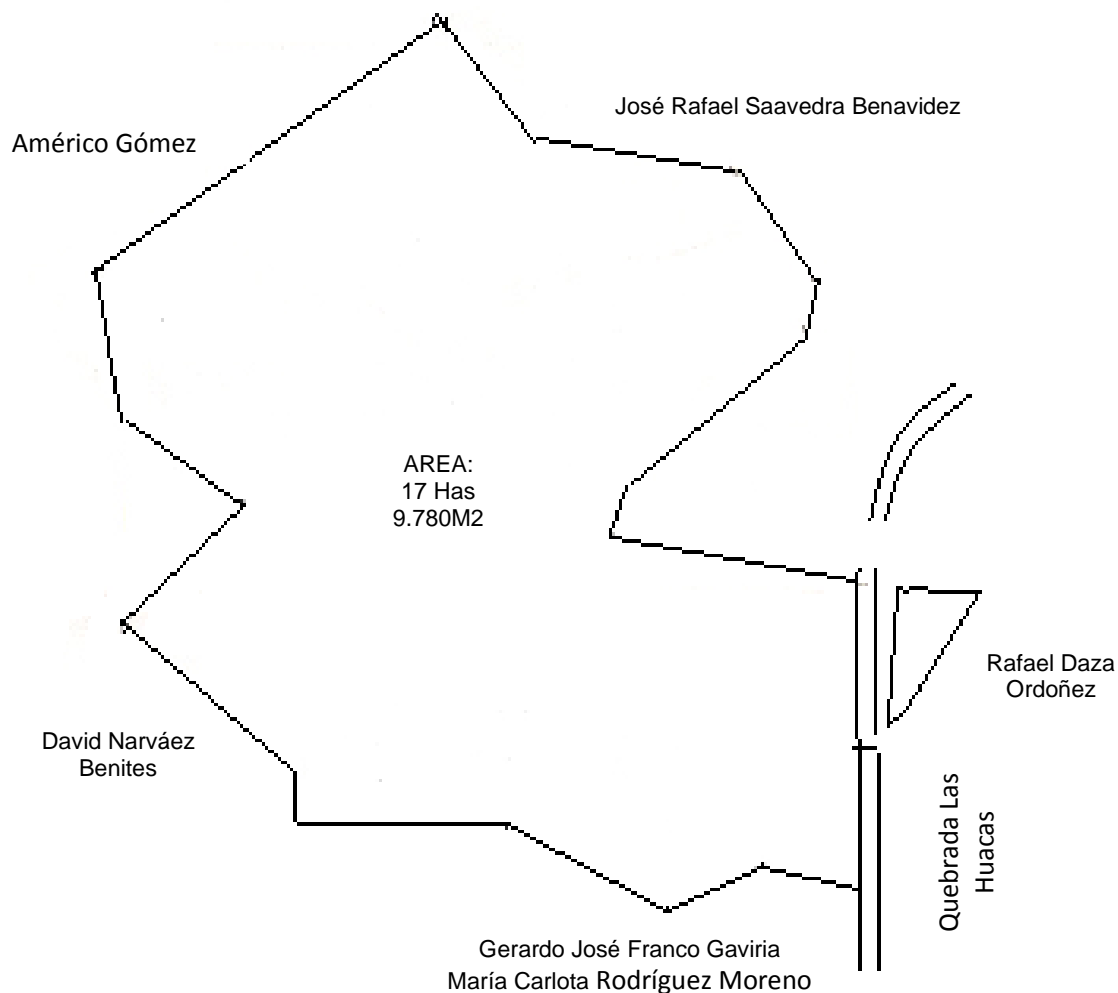 José Rafael Saavedra Benavidez
Américo Gómez
AREA:
17 Has
9.780M2
Rafael Daza
Ordoñez
David Narváez
Benites
Quebrada Las
Huacas
Gerardo José Franco Gaviria
María Carlota Rodríguez Moreno